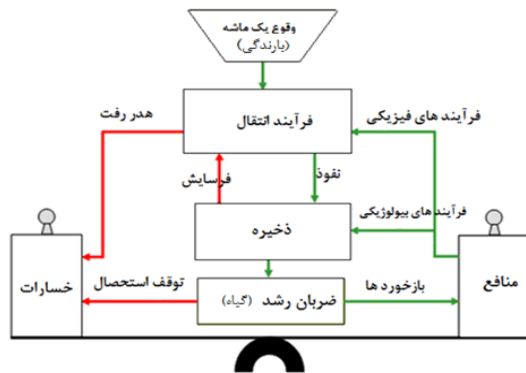 وقوع یک ماشه
(بارندگی)
هدر رفت
فرآیند انتقال
فرآیند های فیزیکی
فرسایش
نفوذ
ذخیره
فرآیند های بیولوژیکی
خسارات
توقف استحصال
ضربان رشد (گیاه)
بازخورد ها
منافع